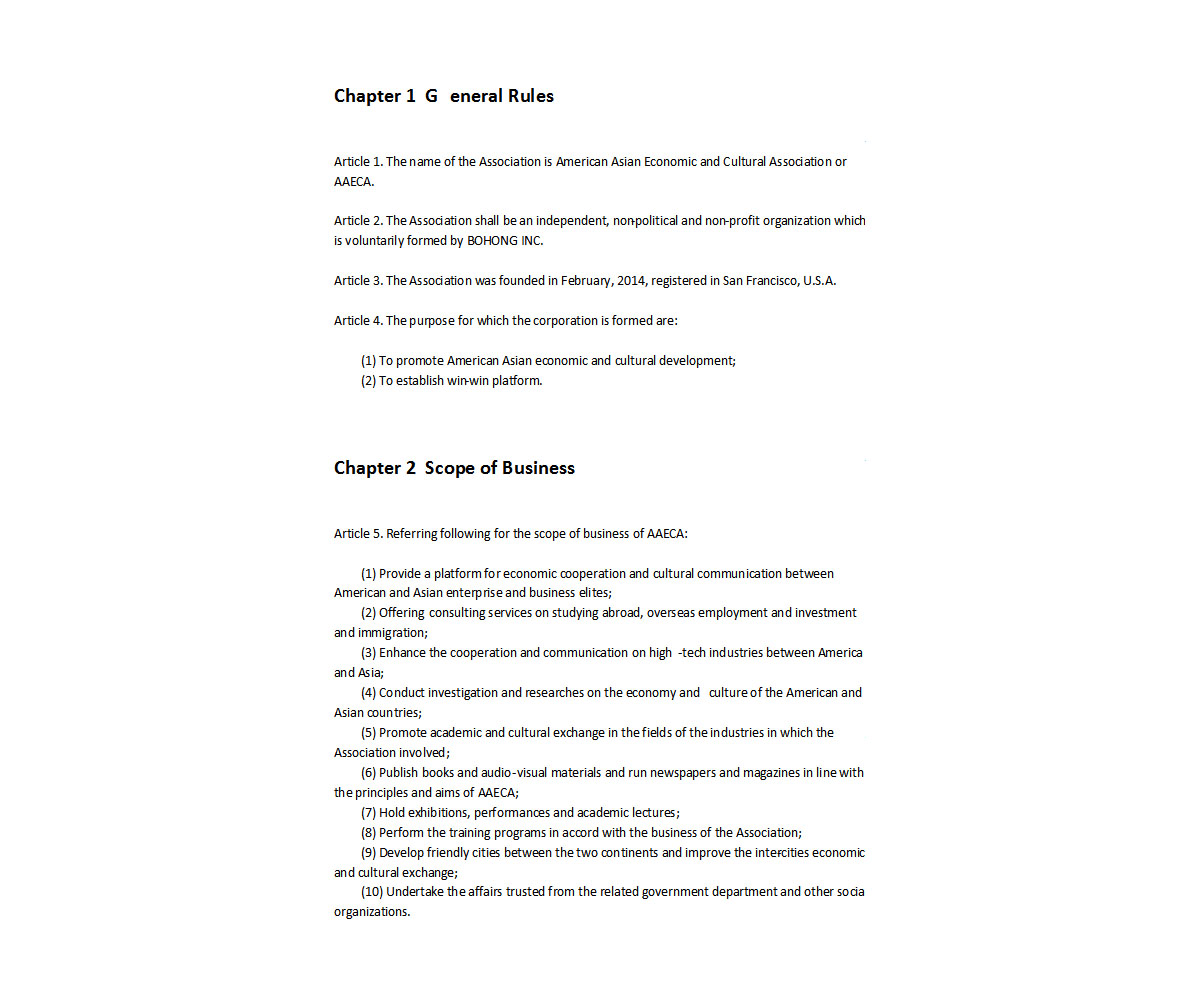 Chapter 1 G eneral Rules
Article 1. The name of the Association is American Asian Economic and Cultural Association or
AAECA.
Article 2. The Association shall be an independent, non-political and non-profit organization which
is voluntarily formed by BOHONG INC.
Article 3. The Association was founded in February, 2014, registered in San Francisco, U.S.A.
Article 4. The purpose for which the corporation is formed are:
(1) To promote American Asian economic and cultural development;
(2) To establish win-win platform.
Chapter 2 Scope of Business
Article 5. Referring following for the scope of business of AAECA:
(1) Provide a platform for economic cooperation and cultural communication between
American and Asian enterprise and business elites;
(2) Offering consulting services on studying abroad, overseas employment and investment
and immigration;
(3) Enhance the cooperation and communication on high -tech industries between America
and Asia;
(4) Conduct investigation and researches on the economy and culture of the American and
Asian countries;
(5) Promote academic and cultural exchange in the fields of the industries in which the
Association involved;
(6) Publish books and audio-visual materials and run newspapers and magazines in line with
the principles and aims of AAECA;
(7) Hold exhibitions, performances and academic lectures;
(8) Perform the training programs in accord with the business of the Association;
(9) Develop friendly cities between the two continents and improve the intercities economic
and cultural exchange;
(10) Undertake the affairs trusted from the related government department and other socia
organizations.